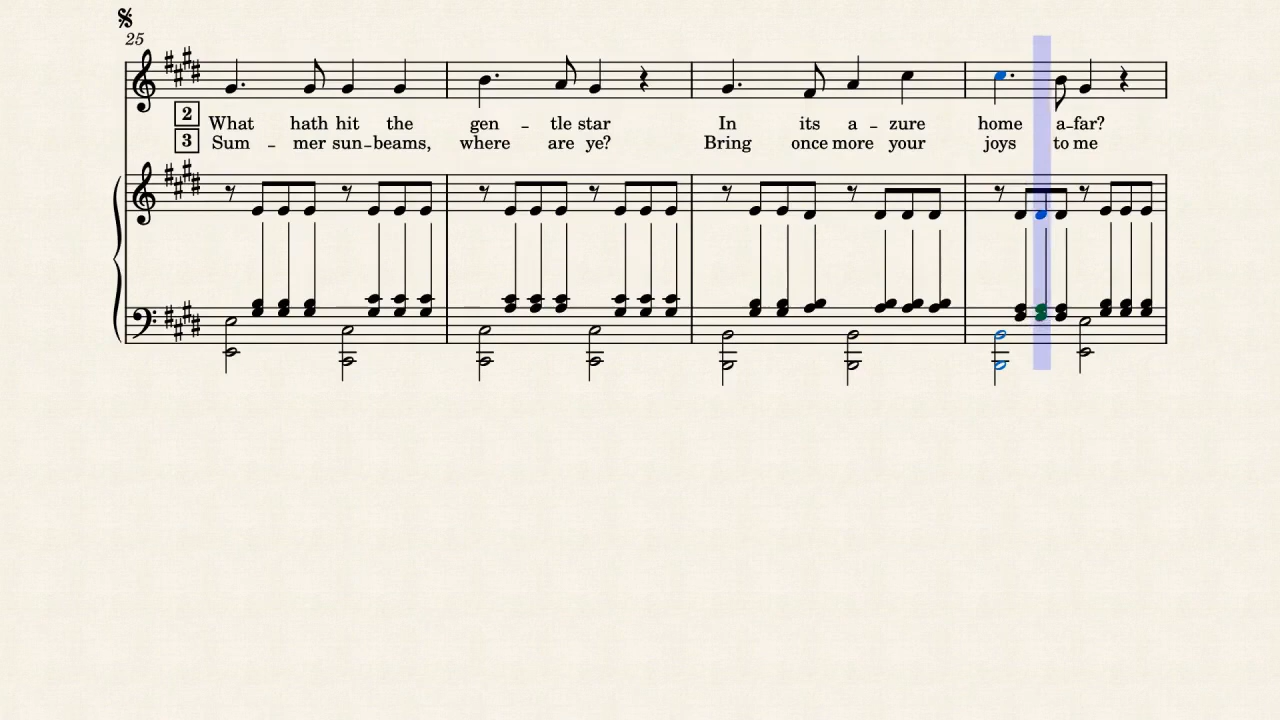 25
2 What hath hit the gen - tle star In its a - zure home a - far?
3 Sum - mer sun - beams, where are ye? Bring once more your joys to me